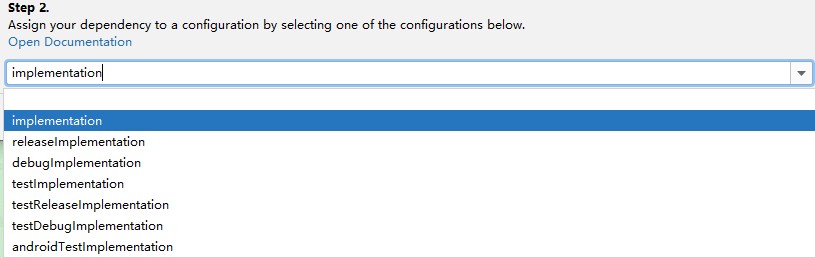 Step 2.
Assign your dependency to a configuration by selecting one of the configurations below.
Open Documentation
implementation
implementation
releaseImplementation
debugImplementation
testImplementation
testReleaseImplementation
testDebugImplementation
androidTestImplementation